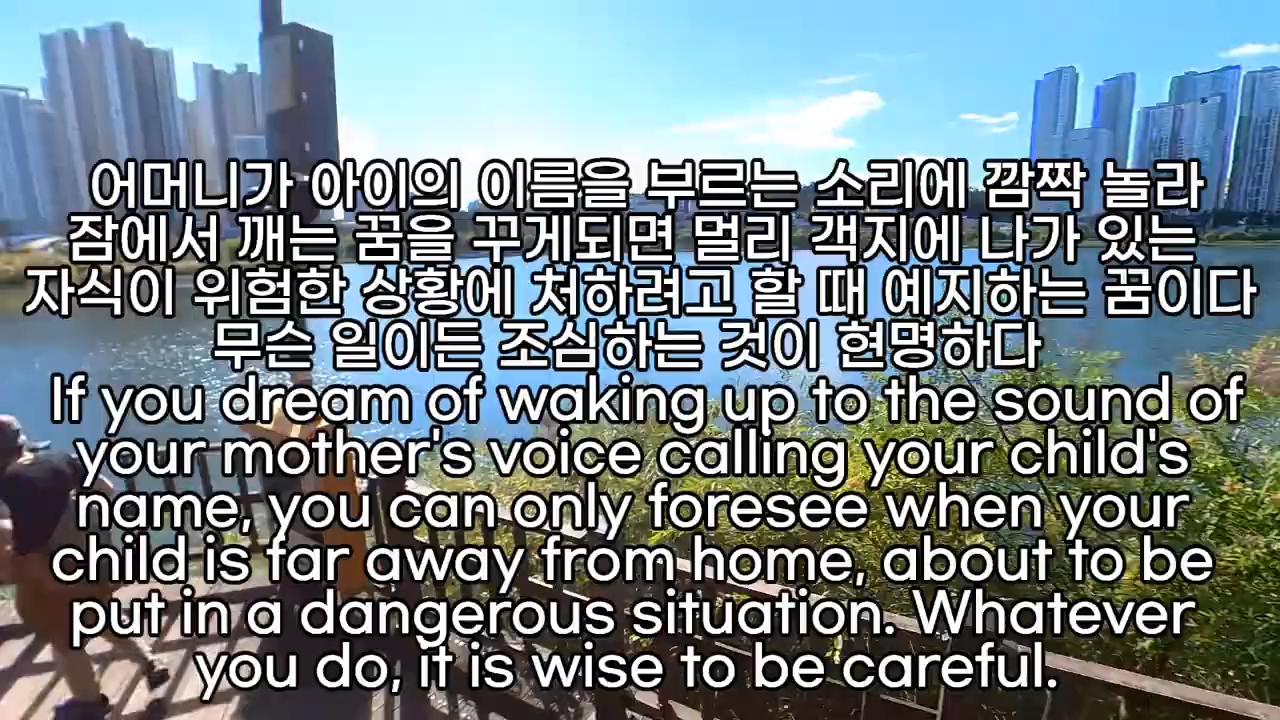 어머니가 아이의 이름을 부르는 소리에 깜짝 놀라
잠에서 깨는 꿈을 꾸게되면 멀리 객지에 나가 있는
자식이 위험한 상황에 처하려고 할 때 예지하는 꿈이다
무슨 일이든 조심하는 것이 현명하다
If you dream of waking up to the sound of
your mother's voice calling your child's
name, you can only foresee when your
child is far away from home, about to be
put in a dangerous situation. Whatever
you do, it is wise to be careful.